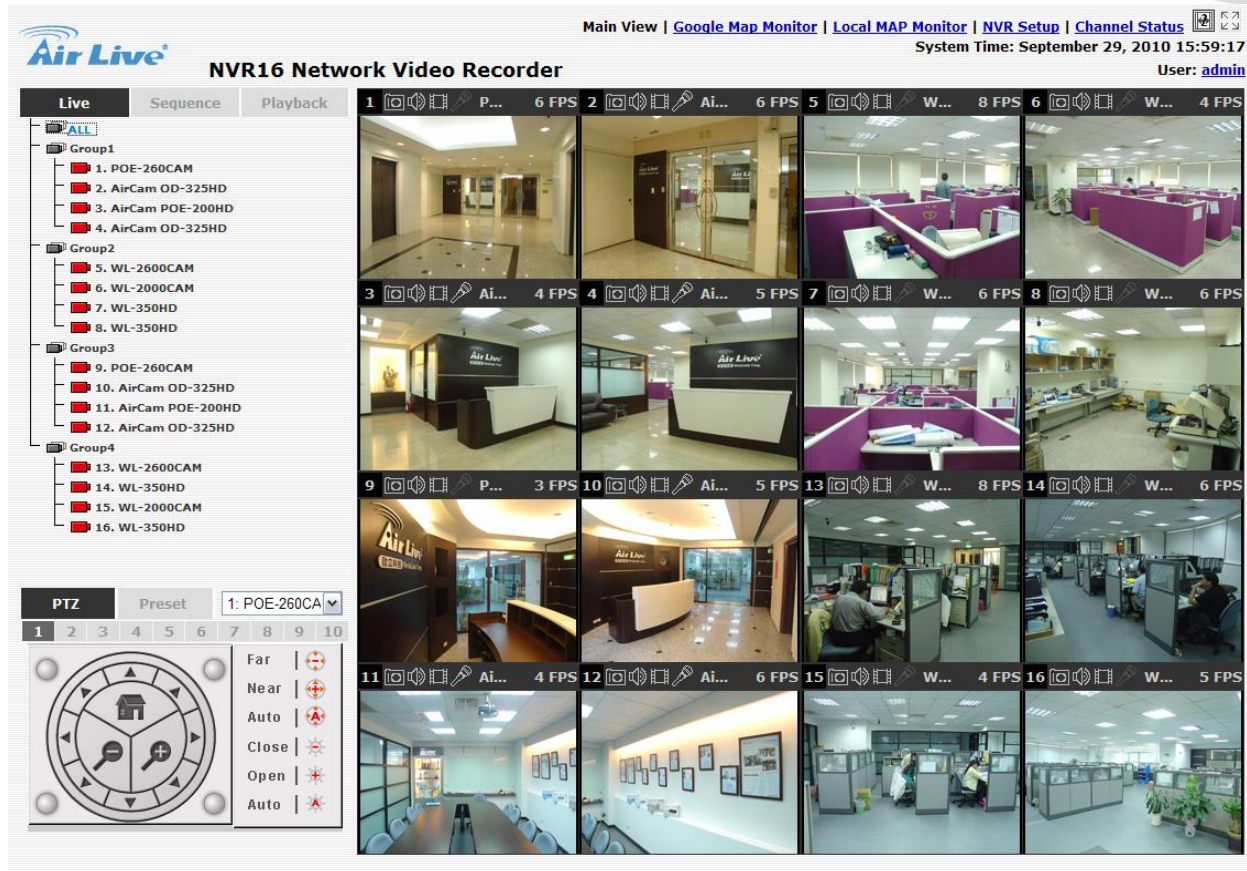 Main View | Google Map Monitor | Local MAP Monitor | NVR Setup | Channel Status
Air Live
System Time: September 29, 2010 15:59:17
NVR16 Network Video Recorder
User: admin
Live Sequence Playback
ALL
Group1
1. POE-260CAM
2. AirCam OD-325HD
3. AirCam POE-200HD
4. AirCam OD-325HD
Group2
5. WL-2600CAM
6. WL-2000CAM
7. WL-350HD
8. WL-350HD
Group3
9. POE-260CAM
10. AirCam OD-325HD
11. AirCam POE-200HD
12. AirCam OD-325HD
Group4
13. WL-2600CAM
14. WL-350HD
15. WL-2000CAM
16. WL-350HD
PTZ Preset 1: POE-260CA
1 2 3 4 5 6 7 8 9 10
Far
Near
Auto
Close
Open
Auto
1 P... 6 FPS 2 Ai... 6 FPS 5 W... 8 FPS 6 W... 4 FPS
3 Ai... 4 FPS 4 Ai... 5 FPS 7 W... 6 FPS 8 W... 6 FPS
Air Live
Air Live
9 P... 3 FPS 10 Ai... 5 FPS 13 W... 8 FPS 14 W... 6 FPS
Air Live
Air Live
11 Ai... 4 FPS 12 Ai... 6 FPS 15 W... 4 FPS 16 W... 5 FPS